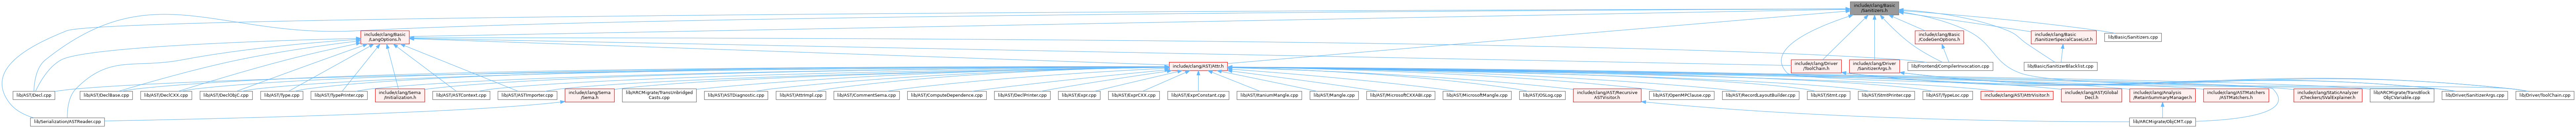 include/clang/Basic
/Sanitizers.h
include/clang/Basic
/LangOptions.h
include/clang/Basic
/CodeGenOptions.h
include/clang/Basic
/SanitizerSpecialCaseList.h
lib/Basic/Sanitizers.cpp
include/clang/AST/Attr.h
include/clang/Driver
/ToolChain.h
include/clang/Driver
/SanitizerArgs.h
lib/Frontend/CompilerInvocation.cpp
lib/Basic/SanitizerBlacklist.cpp
lib/AST/Decl.cpp
lib/AST/DeclBase.cpp
lib/AST/DeclCXX.cpp
lib/AST/DeclObjC.cpp
lib/AST/Type.cpp
lib/AST/TypePrinter.cpp
include/clang/Sema
/Initialization.h
lib/AST/ASTContext.cpp
lib/AST/ASTImporter.cpp
include/clang/Sema
/Sema.h
lib/ARCMigrate/TransUnbridged
Casts.cpp
lib/AST/ASTDiagnostic.cpp
lib/AST/AttrImpl.cpp
lib/AST/CommentSema.cpp
lib/AST/ComputeDependence.cpp
lib/AST/DeclPrinter.cpp
lib/AST/Expr.cpp
lib/AST/ExprCXX.cpp
lib/AST/ExprConstant.cpp
lib/AST/ItaniumMangle.cpp
lib/AST/Mangle.cpp
lib/AST/MicrosoftCXXABI.cpp
lib/AST/MicrosoftMangle.cpp
lib/AST/OSLog.cpp
include/clang/AST/Recursive
ASTVisitor.h
lib/AST/OpenMPClause.cpp
lib/AST/RecordLayoutBuilder.cpp
lib/AST/Stmt.cpp
lib/AST/StmtPrinter.cpp
lib/AST/TypeLoc.cpp
include/clang/AST/AttrVisitor.h
include/clang/AST/Global
Decl.h
include/clang/Analysis
/RetainSummaryManager.h
include/clang/ASTMatchers
/ASTMatchers.h
include/clang/StaticAnalyzer
/Checkers/SValExplainer.h
lib/ARCMigrate/TransBlock
ObjCVariable.cpp
lib/Driver/SanitizerArgs.cpp
lib/Driver/ToolChain.cpp
lib/Serialization/ASTReader.cpp
lib/ARCMigrate/ObjCMT.cpp